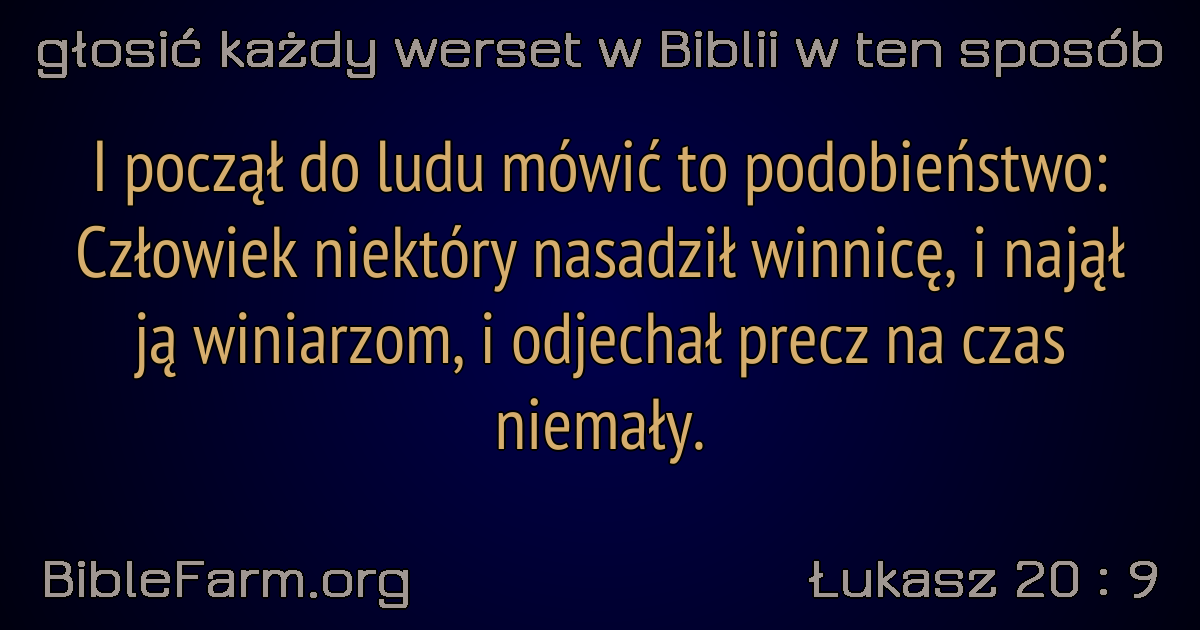 głosić każdy werset w Biblii w ten sposób
I począł do ludu mówić to podobieństwo:
Człowiek niektóry nasadził winnicę, i najął
ją winiarzom, i odjechał precz na czas
niemały.
BibleFarm.org
Łukasz 20 : 9